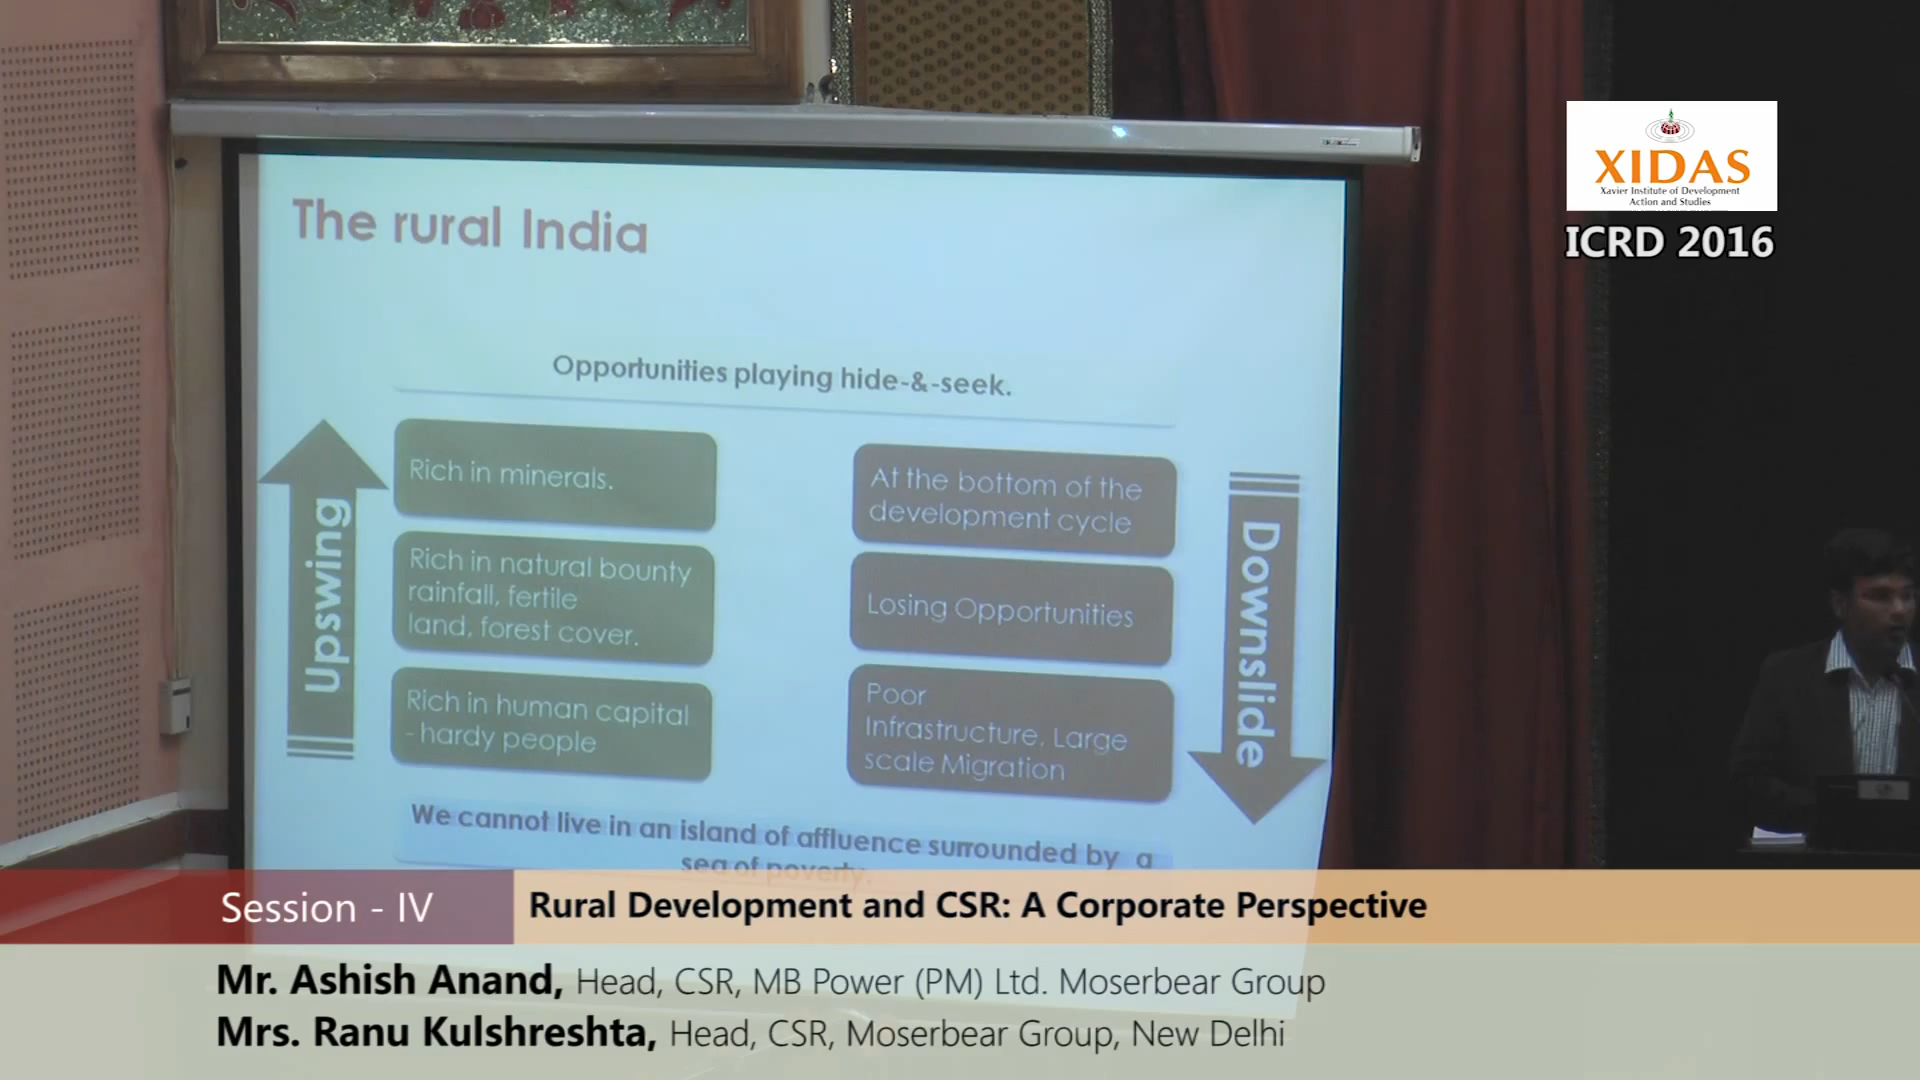 The rural India
Opportunities playing hide-&-seek.
Upswing
Rich in minerals.
Rich in natural bounty
rainfall, fertile
land, forest cover.
Rich in human capital
- hardy people
At the bottom of the
development cycle
Losing Opportunities
Poor
Infrastructure, Large
scale Migration
Downslide
We cannot live in an island of affluence surrounded by a
sea of poverty.
XIDAS
Xavier Institute of Development
Action and Studies
ICRD 2016
Session - IV
Rural Development and CSR: A Corporate Perspective
Mr. Ashish Anand, Head, CSR, MB Power (PM) Ltd. Moserbear Group
Mrs. Ranu Kulshreshta, Head, CSR, Moserbear Group, New Delhi